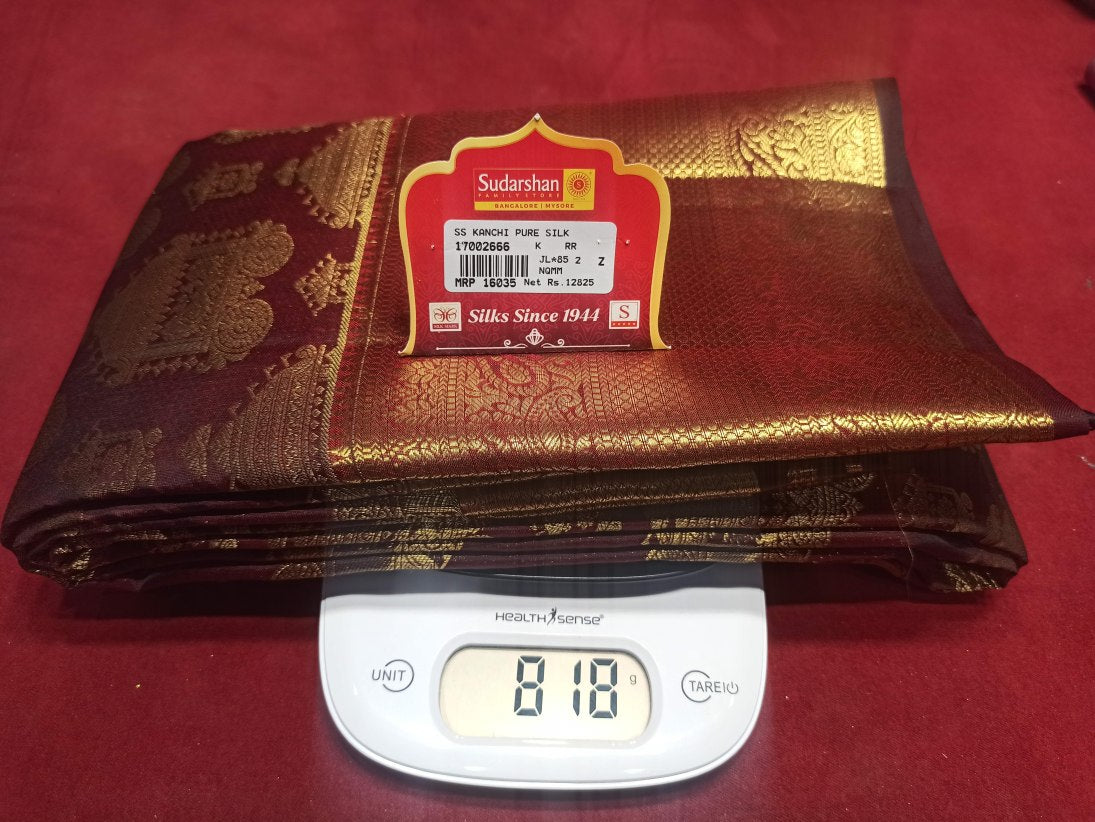 Sudarshan
FAMILY STORE
BANGALORE | MYSORE
SS KANCHI PURE SILK
17002666 K RR
JL*85 2 Z
NQMM
MRP 16035 Net Rs.12825
SILK MARK
Silks Since 1944
S
HEALTH SENSE®
UNIT
818 g
TARE